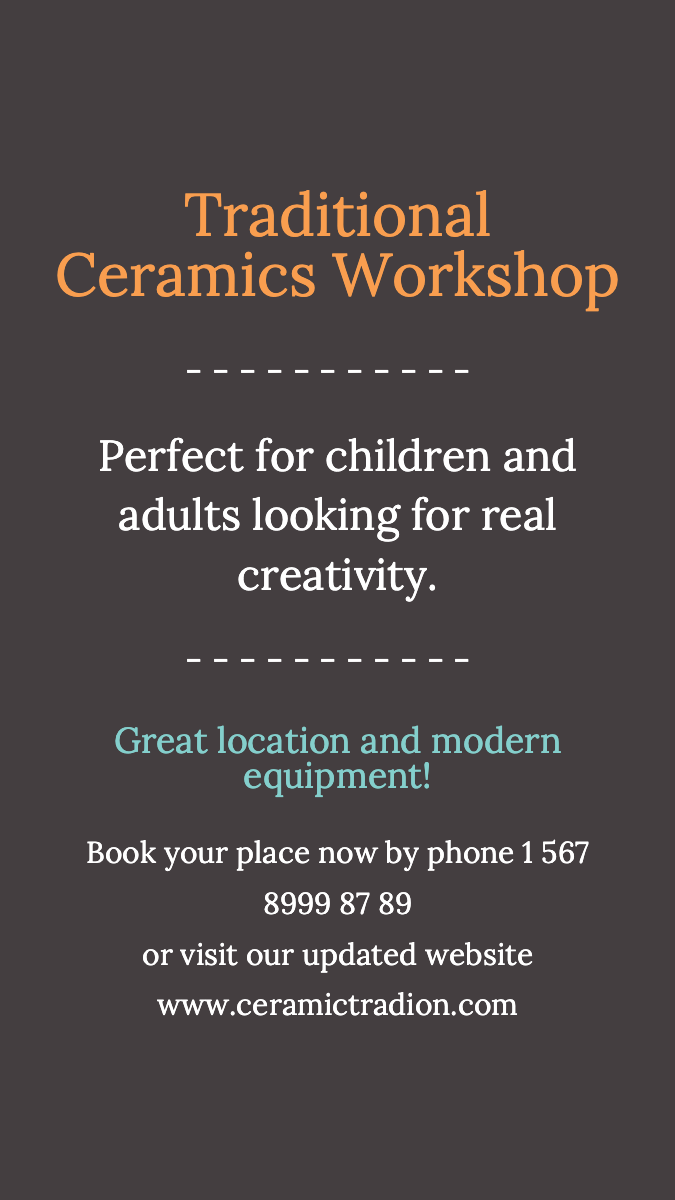 Traditional
Ceramics Workshop
- - - - - - - - - - -
Perfect for children and
adults looking for real
creativity.
- - - - - - - - - - -
Great location and modern
equipment!
Book your place now by phone 1 567
8999 87 89
or visit our updated website
www.ceramictradion.com